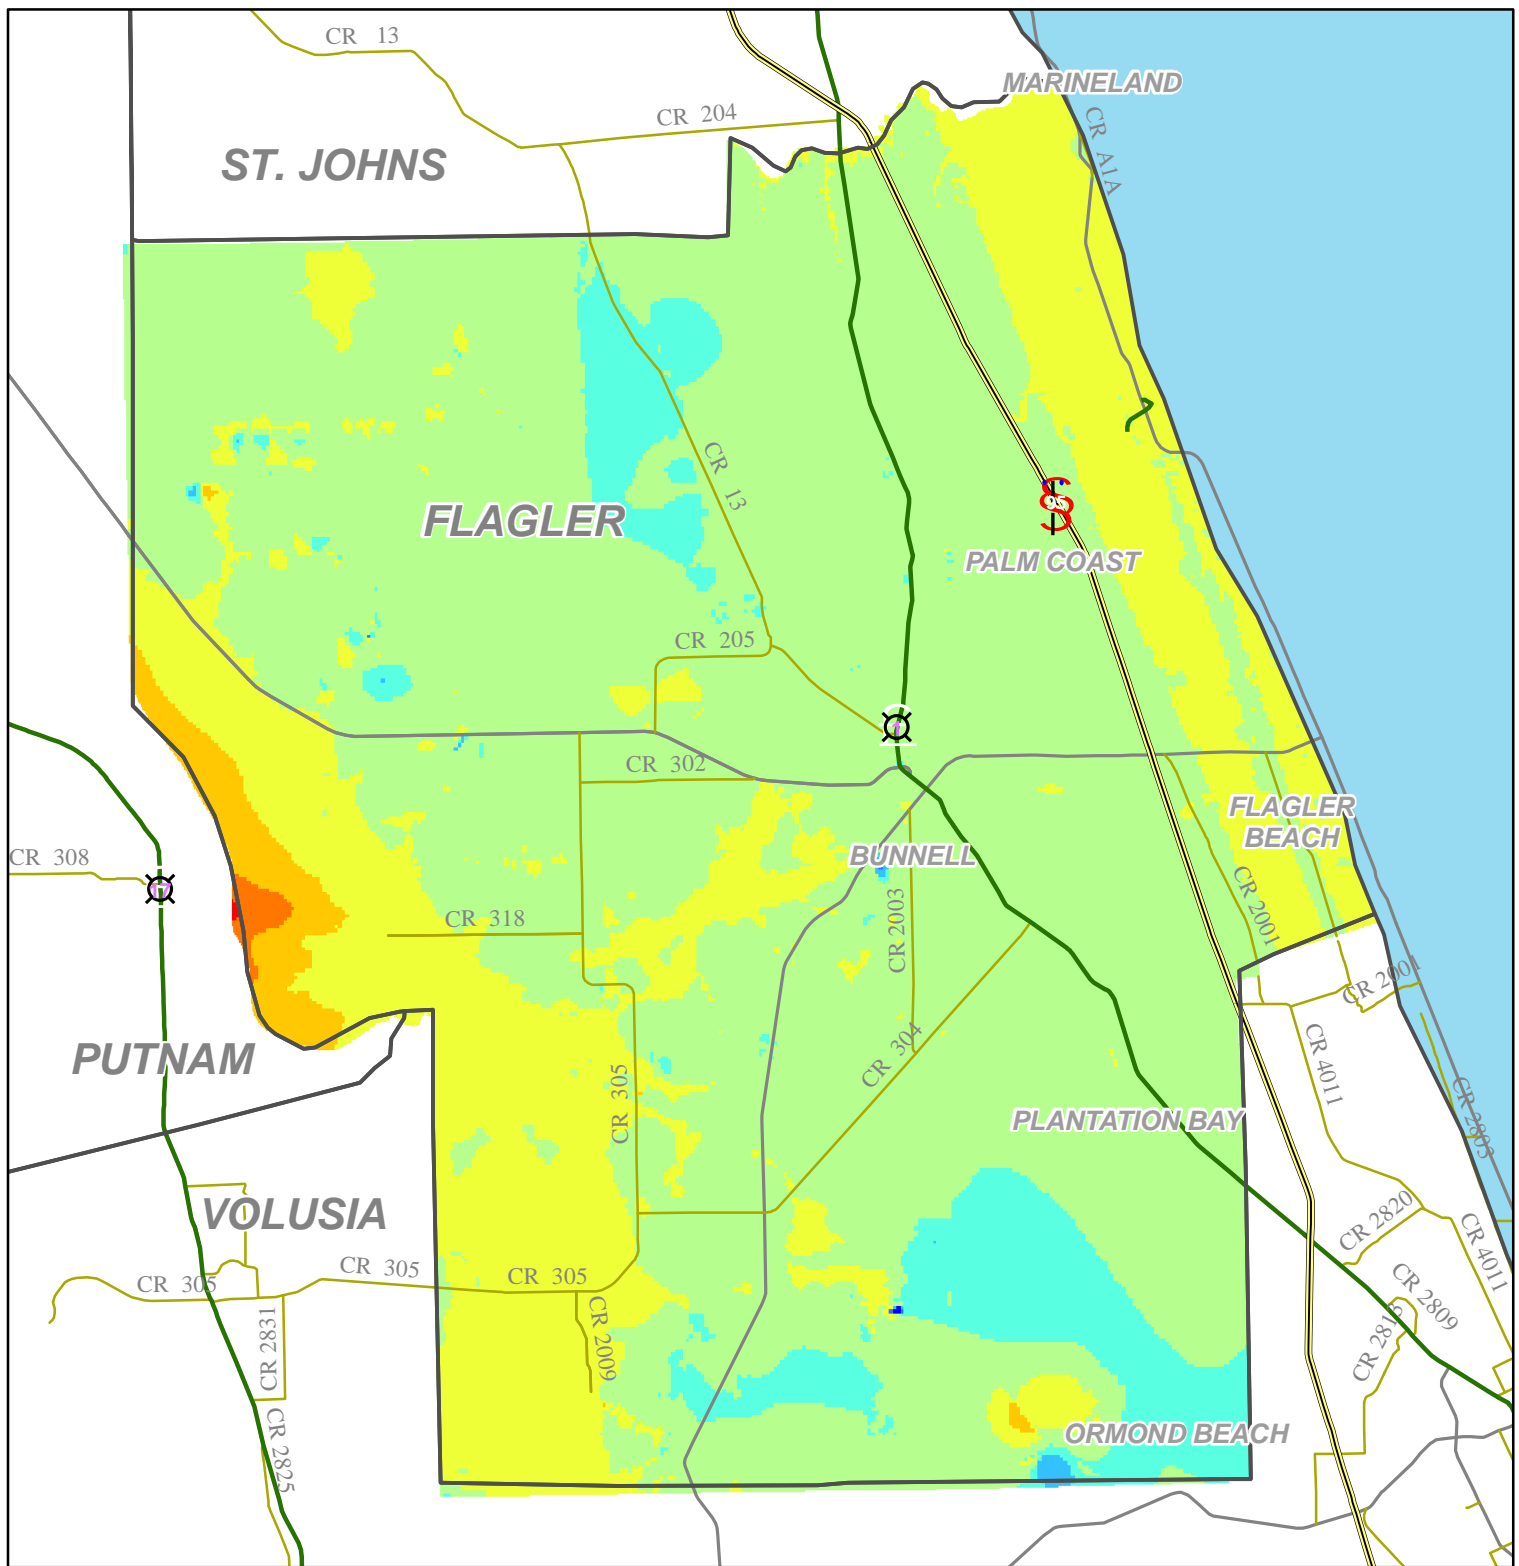 CR 13
MARINELAND
CR 204
CR A1A
ST. JOHNS
CR 13
FLAGLER
95
PALM COAST
CR 205
1
CR 302
FLAGLER
BEACH
BUNNELL
CR 308
17
CR 318
CR 2003
CR 2001
CR 2001
PUTNAM
CR 304
CR 4011
CR 305
PLANTATION BAY
CR 2803
VOLUSIA
CR 2820
CR 4011
CR 305
CR 305
CR 305
CR 2809
CR 2831
CR 2009
ORMOND BEACH
CR 2825